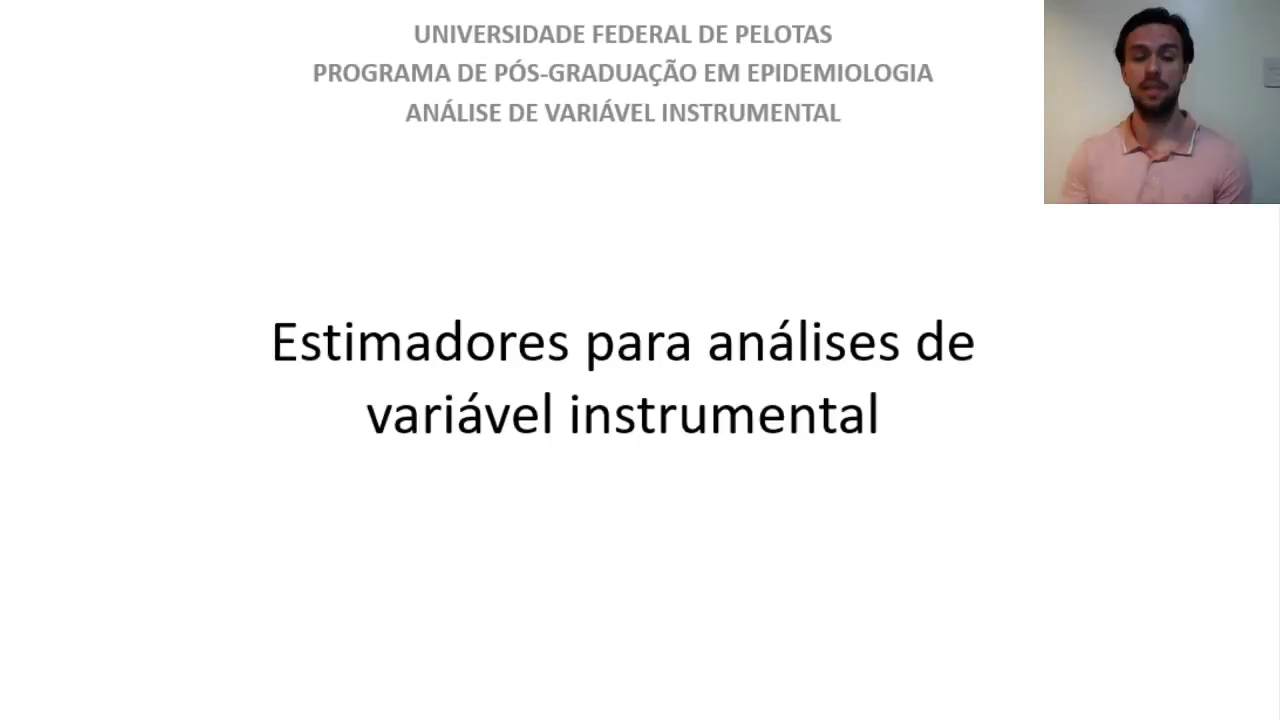 UNIVERSIDADE FEDERAL DE PELOTAS
PROGRAMA DE PÓS-GRADUAÇÃO EM EPIDEMIOLOGIA
ANÁLISE DE VARIÁVEL INSTRUMENTAL
Estimadores para análises de
variável instrumental